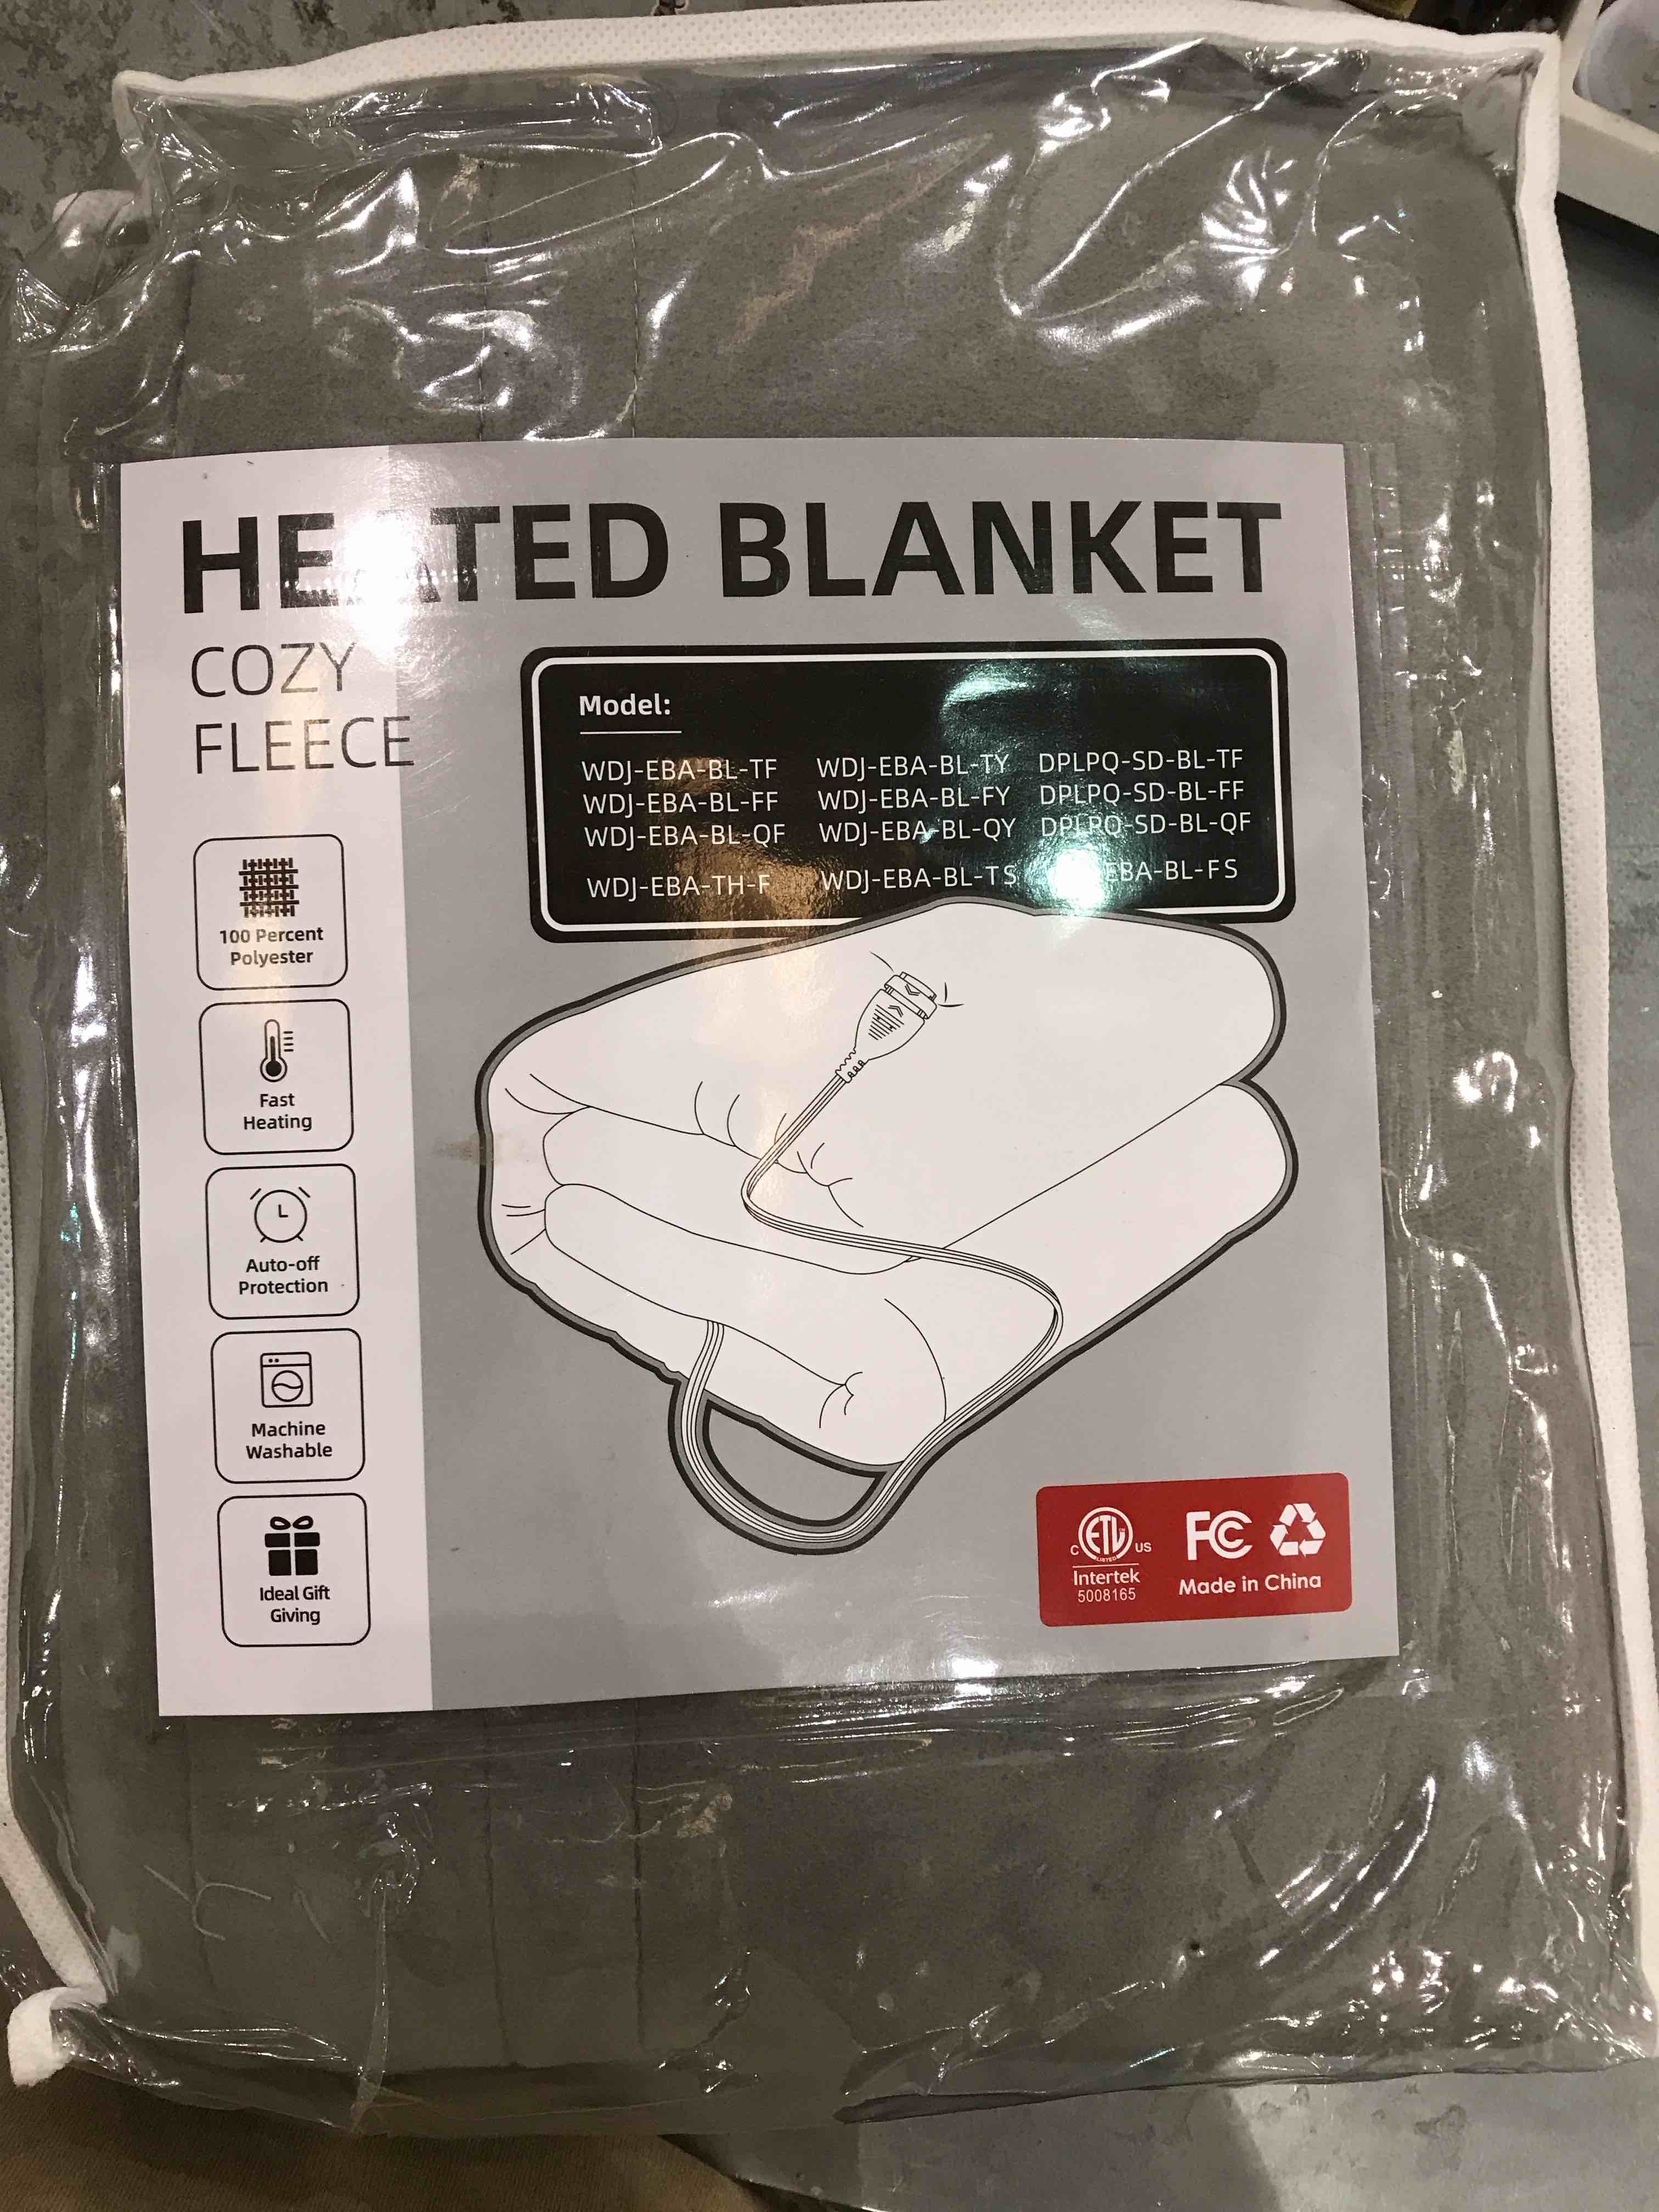 HEATED BLANKET
COZY
FLEECE
Model:
WDJ-EBA-BL-TF WDJ-EBA-BL-TY DPLPQ-SD-BL-TF
WDJ-EBA-BL-FF WDJ-EBA-BL-FY DPLPQ-SD-BL-FF
WDJ-EBA-BL-QF WDJ-EBA-BL-QY DPLPQ-SD-BL-QF
WDJ-EBA-TH-F WDJ-EBA-BL-TS EBA-BL-FS
100 Percent
Polyester
Fast
Heating
Auto-off
Protection
Machine
Washable
Ideal Gift
Giving
C ETL US
LISTED
Intertek
5008165
FC
Made in China